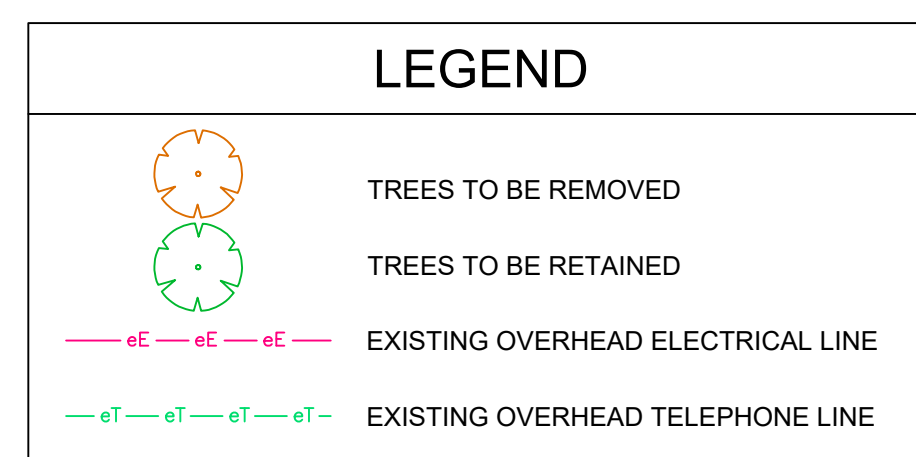 LEGEND
TREES TO BE REMOVED
TREES TO BE RETAINED
eE eE eE EXISTING OVERHEAD ELECTRICAL LINE
eT eT eT eT EXISTING OVERHEAD TELEPHONE LINE